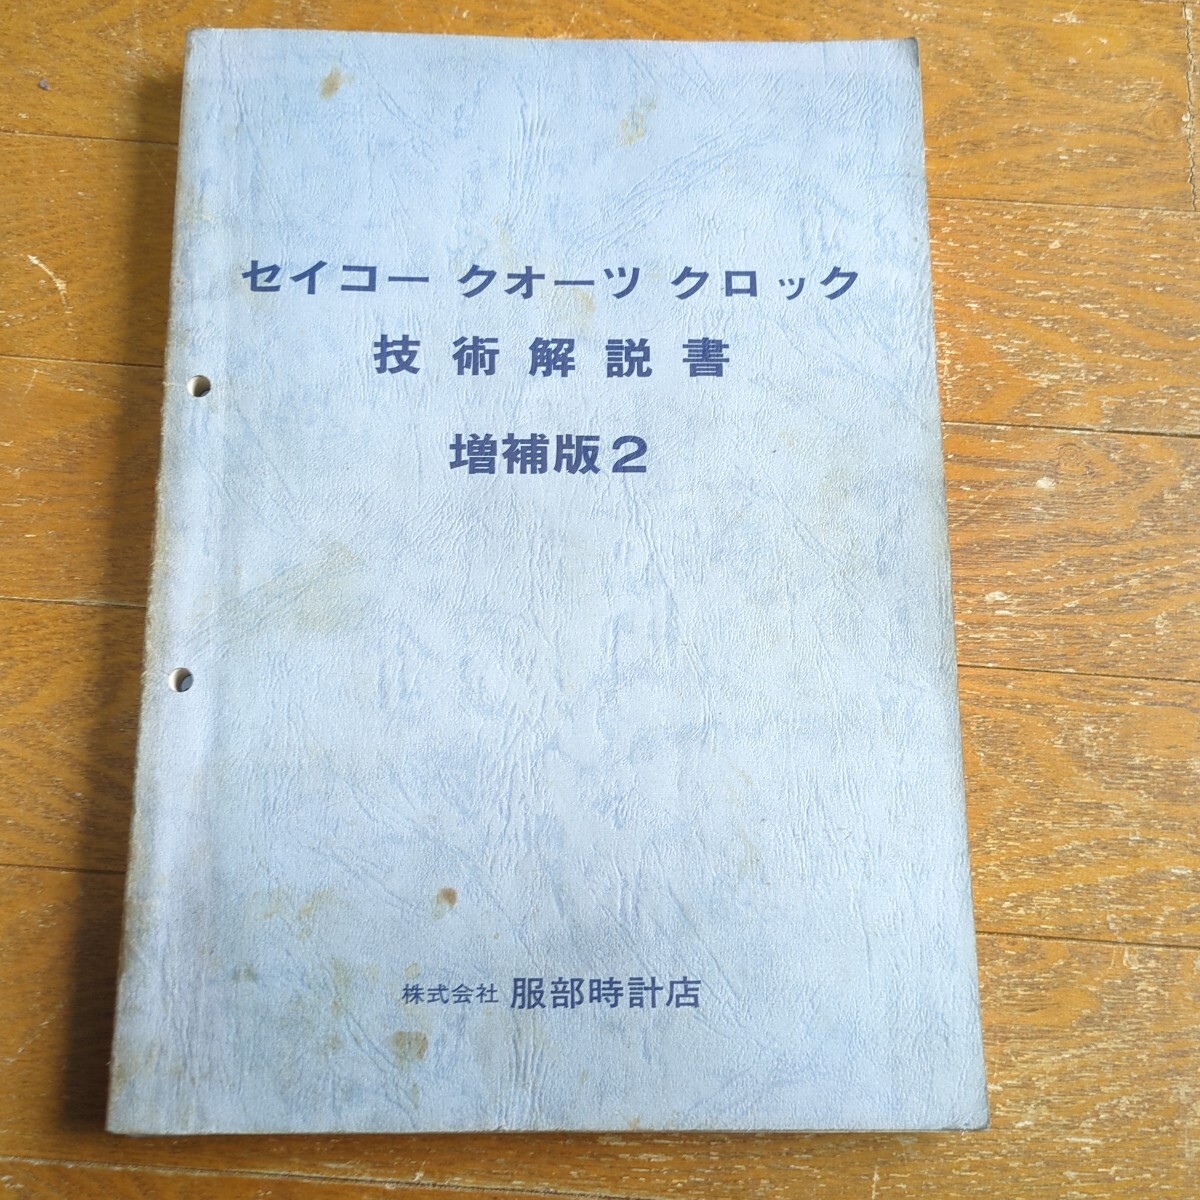 セイコー クオーツ クロック
技術解説書
増補版2
株式会社 服部時計店